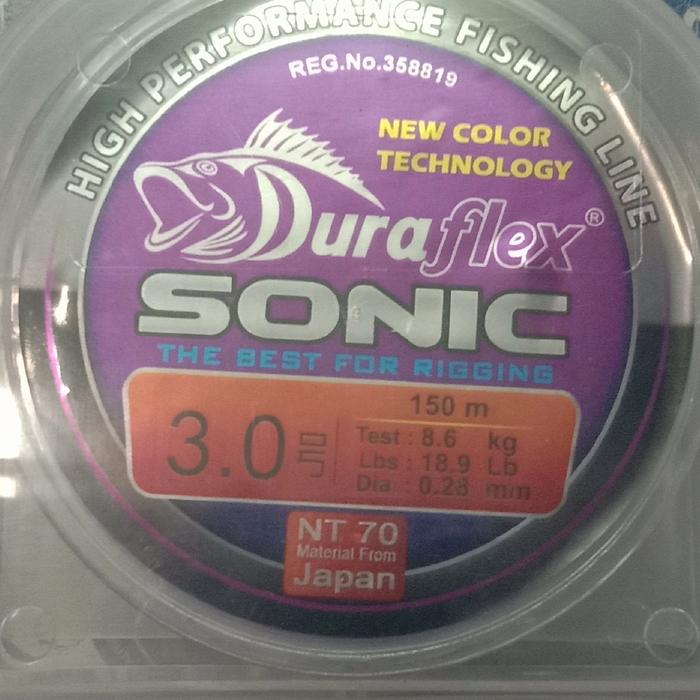 HIGH PERFORMANCE FISHING LINE
REG.No.358819
NEW COLOR
TECHNOLOGY
Duraflex®
SONIC
THE BEST FOR RIGGING
3.0号
150 m
Test : 8.6 kg
Lbs : 18.9 Lb
Dia : 0.28 mm
NT 70
Material From
Japan